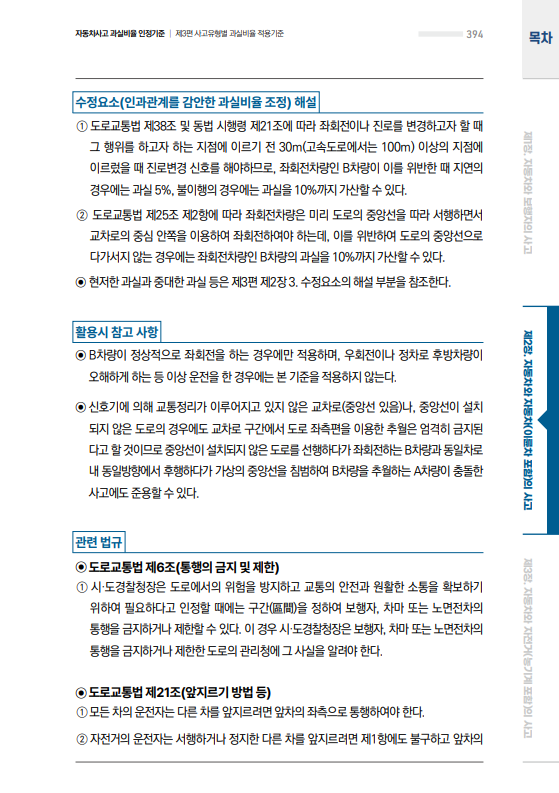 자동차사고 과실비율 인정기준 | 제3편 사고유형별 과실비율 적용기준
394
목차
수정요소(인과관계를 감안한 과실비율 조정) 해설
① 도로교통법 제38조 및 동법 시행령 제21조에 따라 좌회전이나 진로를 변경하고자 할 때
그 행위를 하고자 하는 지점에 이르기 전 30m(고속도로에서는 100m) 이상의 지점에
이르렀을 때 진로변경 신호를 해야하므로, 좌회전차량인 B차량이 이를 위반한 때 지연의
경우에는 과실 5%, 불이행의 경우에는 과실을 10%까지 가산할 수 있다.
② 도로교통법 제25조 제2항에 따라 좌회전차량은 미리 도로의 중앙선을 따라 서행하면서
교차로의 중심 안쪽을 이용하여 좌회전하여야 하는데, 이를 위반하여 도로의 중앙선으로
다가서지 않는 경우에는 좌회전차량인 B차량의 과실을 10%까지 가산할 수 있다.
◉ 현저한 과실과 중대한 과실 등은 제3편 제2장 3. 수정요소의 해설 부분을 참조한다.
활용시 참고 사항
◉ B차량이 정상적으로 좌회전을 하는 경우에만 적용하며, 우회전이나 정차로 후방차량이
오해하게 하는 등 이상 운전을 한 경우에는 본 기준을 적용하지 않는다.
◉ 신호기에 의해 교통정리가 이루어지고 있지 않은 교차로(중앙선 있음)나, 중앙선이 설치
되지 않은 도로의 경우에도 교차로 구간에서 도로 좌측편을 이용한 추월은 엄격히 금지된
다고 할 것이므로 중앙선이 설치되지 않은 도로를 선행하다가 좌회전하는 B차량과 동일차로
내 동일방향에서 후행하다가 가상의 중앙선을 침범하여 B차량을 추월하는 A차량이 충돌한
사고에도 준용할 수 있다.
관련 법규
◉ 도로교통법 제6조(통행의 금지 및 제한)
① 시·도경찰청장은 도로에서의 위험을 방지하고 교통의 안전과 원활한 소통을 확보하기
위하여 필요하다고 인정할 때에는 구간(區間)을 정하여 보행자, 차마 또는 노면전차의
통행을 금지하거나 제한할 수 있다. 이 경우 시·도경찰청장은 보행자, 차마 또는 노면전차의
통행을 금지하거나 제한한 도로의 관리청에 그 사실을 알려야 한다.
◉ 도로교통법 제21조(앞지르기 방법 등)
① 모든 차의 운전자는 다른 차를 앞지르려면 앞차의 좌측으로 통행하여야 한다.
② 자전거의 운전자는 서행하거나 정지한 다른 차를 앞지르려면 제1항에도 불구하고 앞차의
제1장. 자동차와 보행자의 사고
제2장. 자동차와 자동차(이륜차 포함)의 사고
제3장. 자동차와 자전거(농기계 포함)의 사고